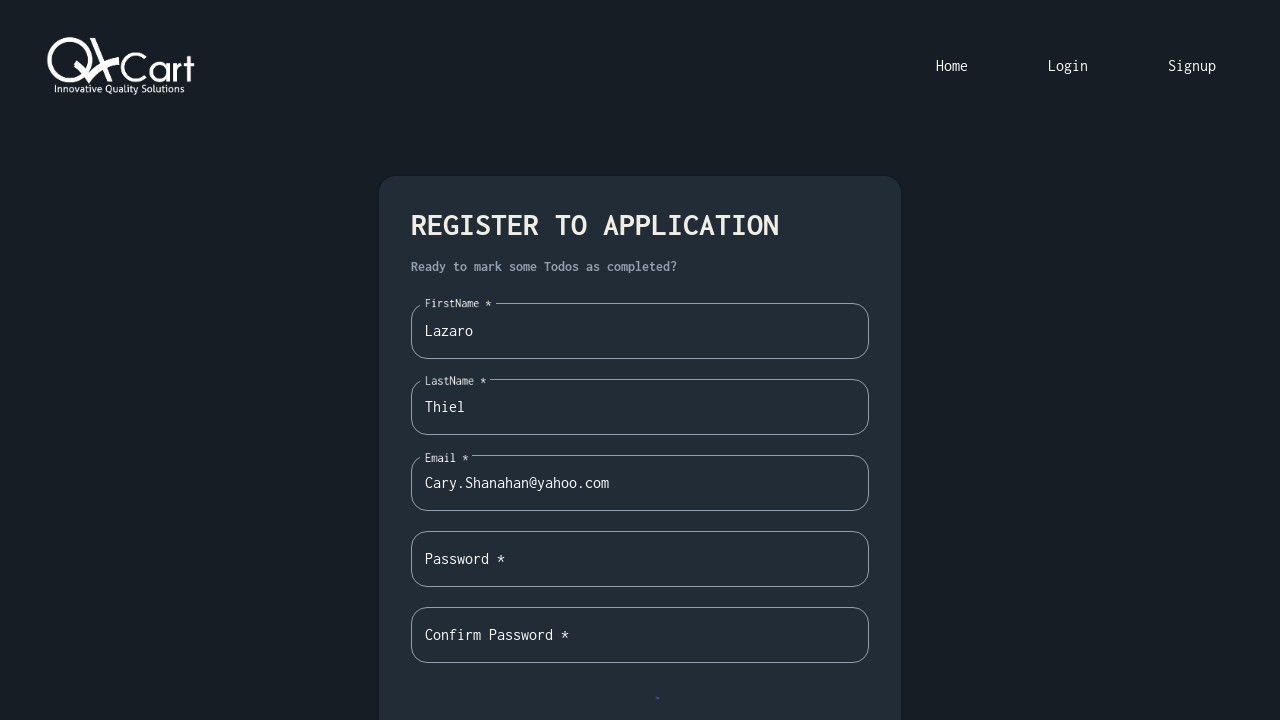 QACart
Innovative Quality Solutions
Home
Login
Signup
REGISTER TO APPLICATION
Ready to mark some Todos as completed?
FirstName *
Lazaro
LastName *
Thiel
Email *
Cary.Shanahan@yahoo.com
Password *
Confirm Password *